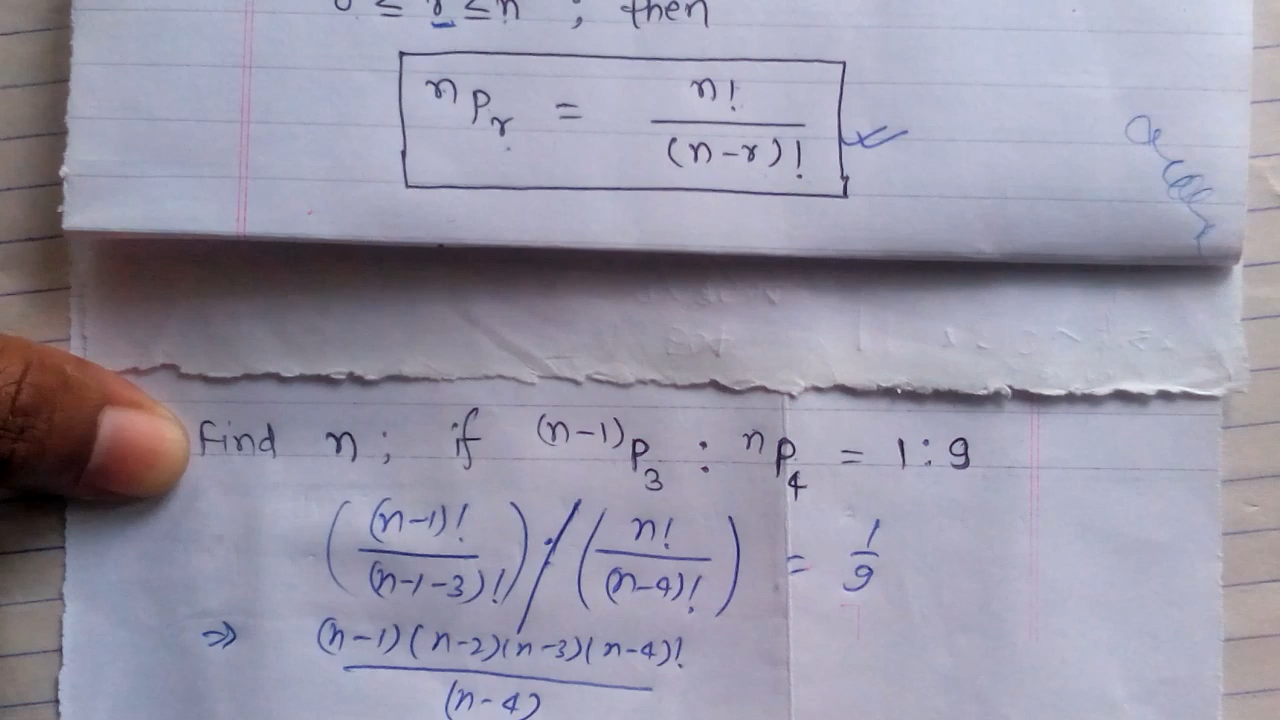 0 ≤ r ≤ n ; then
nPr = n! / (n-r)!
Find n; if (n-1)P3 : nP4 = 1:9
((n-1)! / (n-1-3)!) / (n! / (n-4)!) = 1/9
⇒ (n-1)(n-2)(n-3)(n-4)! / (n-4)